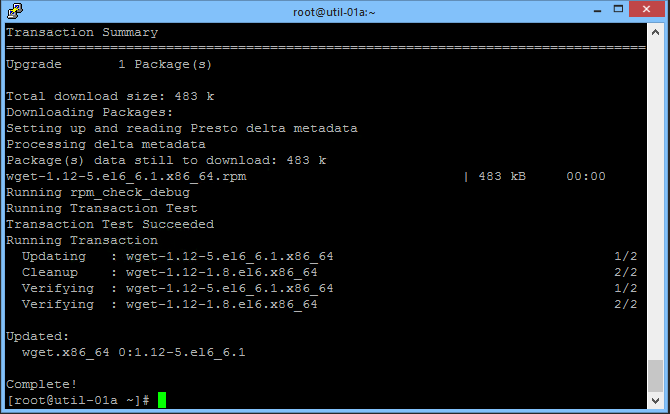 root@util-01a:~
Transaction Summary
================================================================================
Upgrade       1 Package(s)
Total download size: 483 k
Downloading Packages:
Setting up and reading Presto delta metadata
Processing delta metadata
Package(s) data still to download: 483 k
wget-1.12-5.el6_6.1.x86_64.rpm                           | 483 kB     00:00
Running rpm_check_debug
Running Transaction Test
Transaction Test Succeeded
Running Transaction
  Updating   : wget-1.12-5.el6_6.1.x86_64                                   1/2
  Cleanup    : wget-1.12-1.8.el6.x86_64                                     2/2
  Verifying  : wget-1.12-5.el6_6.1.x86_64                                   1/2
  Verifying  : wget-1.12-1.8.el6.x86_64                                     2/2
Updated:
  wget.x86_64 0:1.12-5.el6_6.1
Complete!
[root@util-01a ~]#